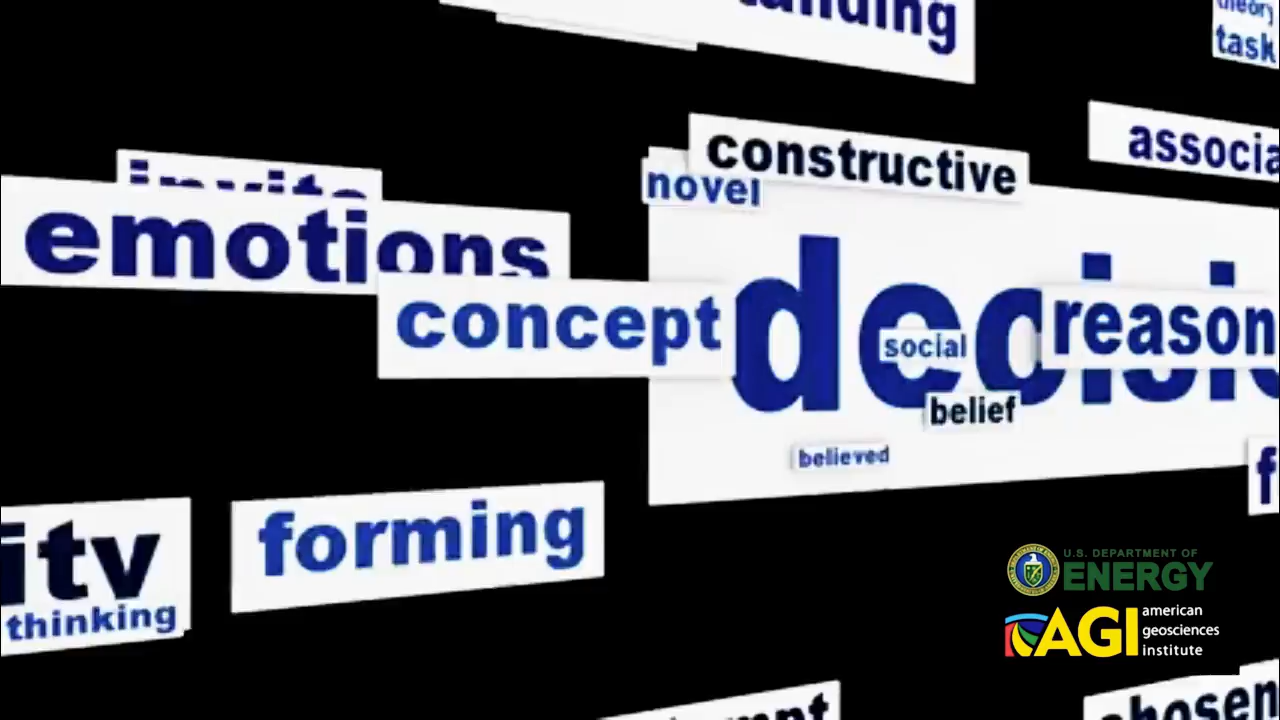 task
constructive
associa
novel
emotions
concept
decisi
reason
social
belief
believed
f
forming
thinking
U.S. DEPARTMENT OF
ENERGY
AGI american
geosciences
institute